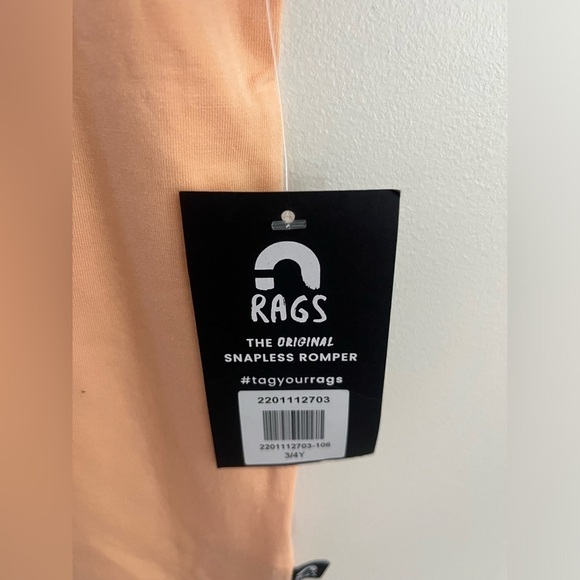 RAGS
THE ORIGINAL
SNAPLESS ROMPER
#tagyourrags
2201112703
2201112703-106
3/4Y